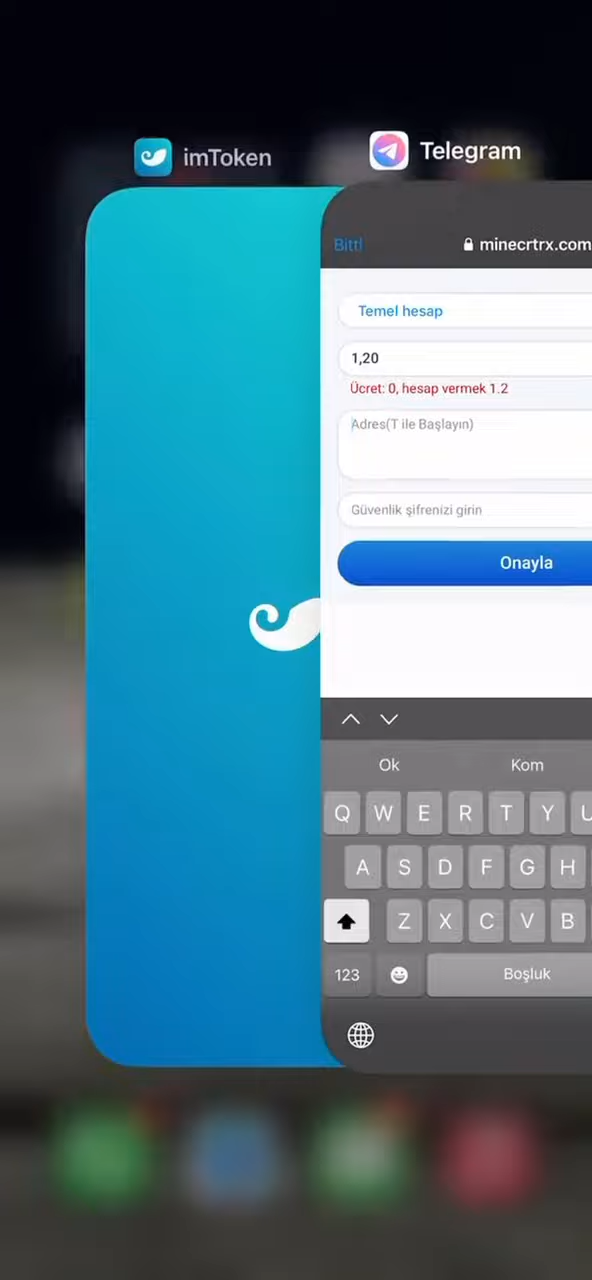 imToken
Telegram
Bitti
minecrtrx.com
Temel hesap
1,20
Ücret: 0, hesap vermek 1.2
Adres(T ile Başlayın)
Güvenlik şifrenizi girin
Onayla
Ok
Kom
Q W E R T Y U
A S D F G H
Z X C V B
123
Boşluk